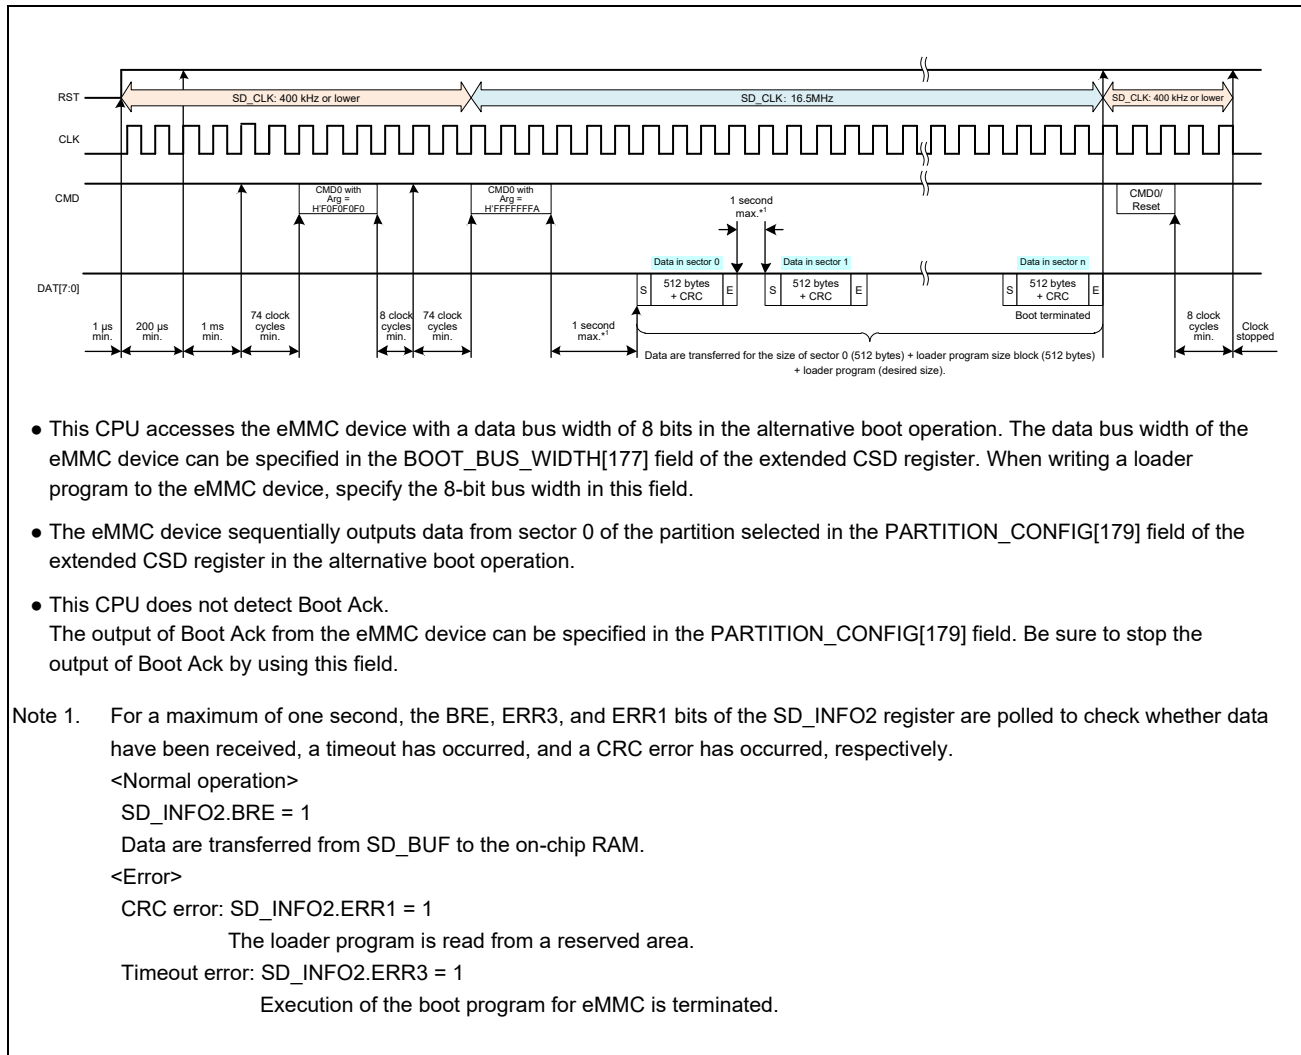 RST
SD_CLK: 400 kHz or lower
SD_CLK: 16.5MHz
SD_CLK: 400 kHz or lower
CLK
CMD
CMD0 with
Arg =
H'F0F0F0F0
CMD0 with
Arg =
H'FFFFFFFA
1 second
max.*1
CMD0/
Reset
DAT[7:0]
Data in sector 0
S
512 bytes
+ CRC
E
Data in sector 1
S
512 bytes
+ CRC
E
Data in sector n
S
512 bytes
+ CRC
E
Boot terminated
1 µs
min.
200 µs
min.
1 ms
min.
74 clock
cycles
min.
8 clock
cycles
min.
74 clock
cycles
min.
1 second
max.*1
8 clock
cycles
min.
Clock
stopped
Data are transferred for the size of sector 0 (512 bytes) + loader program size block (512 bytes)
+ loader program (desired size).
● This CPU accesses the eMMC device with a data bus width of 8 bits in the alternative boot operation. The data bus width of the
eMMC device can be specified in the BOOT_BUS_WIDTH[177] field of the extended CSD register. When writing a loader
program to the eMMC device, specify the 8-bit bus width in this field.
● The eMMC device sequentially outputs data from sector 0 of the partition selected in the PARTITION_CONFIG[179] field of the
extended CSD register in the alternative boot operation.
● This CPU does not detect Boot Ack.
The output of Boot Ack from the eMMC device can be specified in the PARTITION_CONFIG[179] field. Be sure to stop the
output of Boot Ack by using this field.
Note 1. For a maximum of one second, the BRE, ERR3, and ERR1 bits of the SD_INFO2 register are polled to check whether data
have been received, a timeout has occurred, and a CRC error has occurred, respectively.
<Normal operation>
SD_INFO2.BRE = 1
Data are transferred from SD_BUF to the on-chip RAM.
<Error>
CRC error: SD_INFO2.ERR1 = 1
The loader program is read from a reserved area.
Timeout error: SD_INFO2.ERR3 = 1
Execution of the boot program for eMMC is terminated.